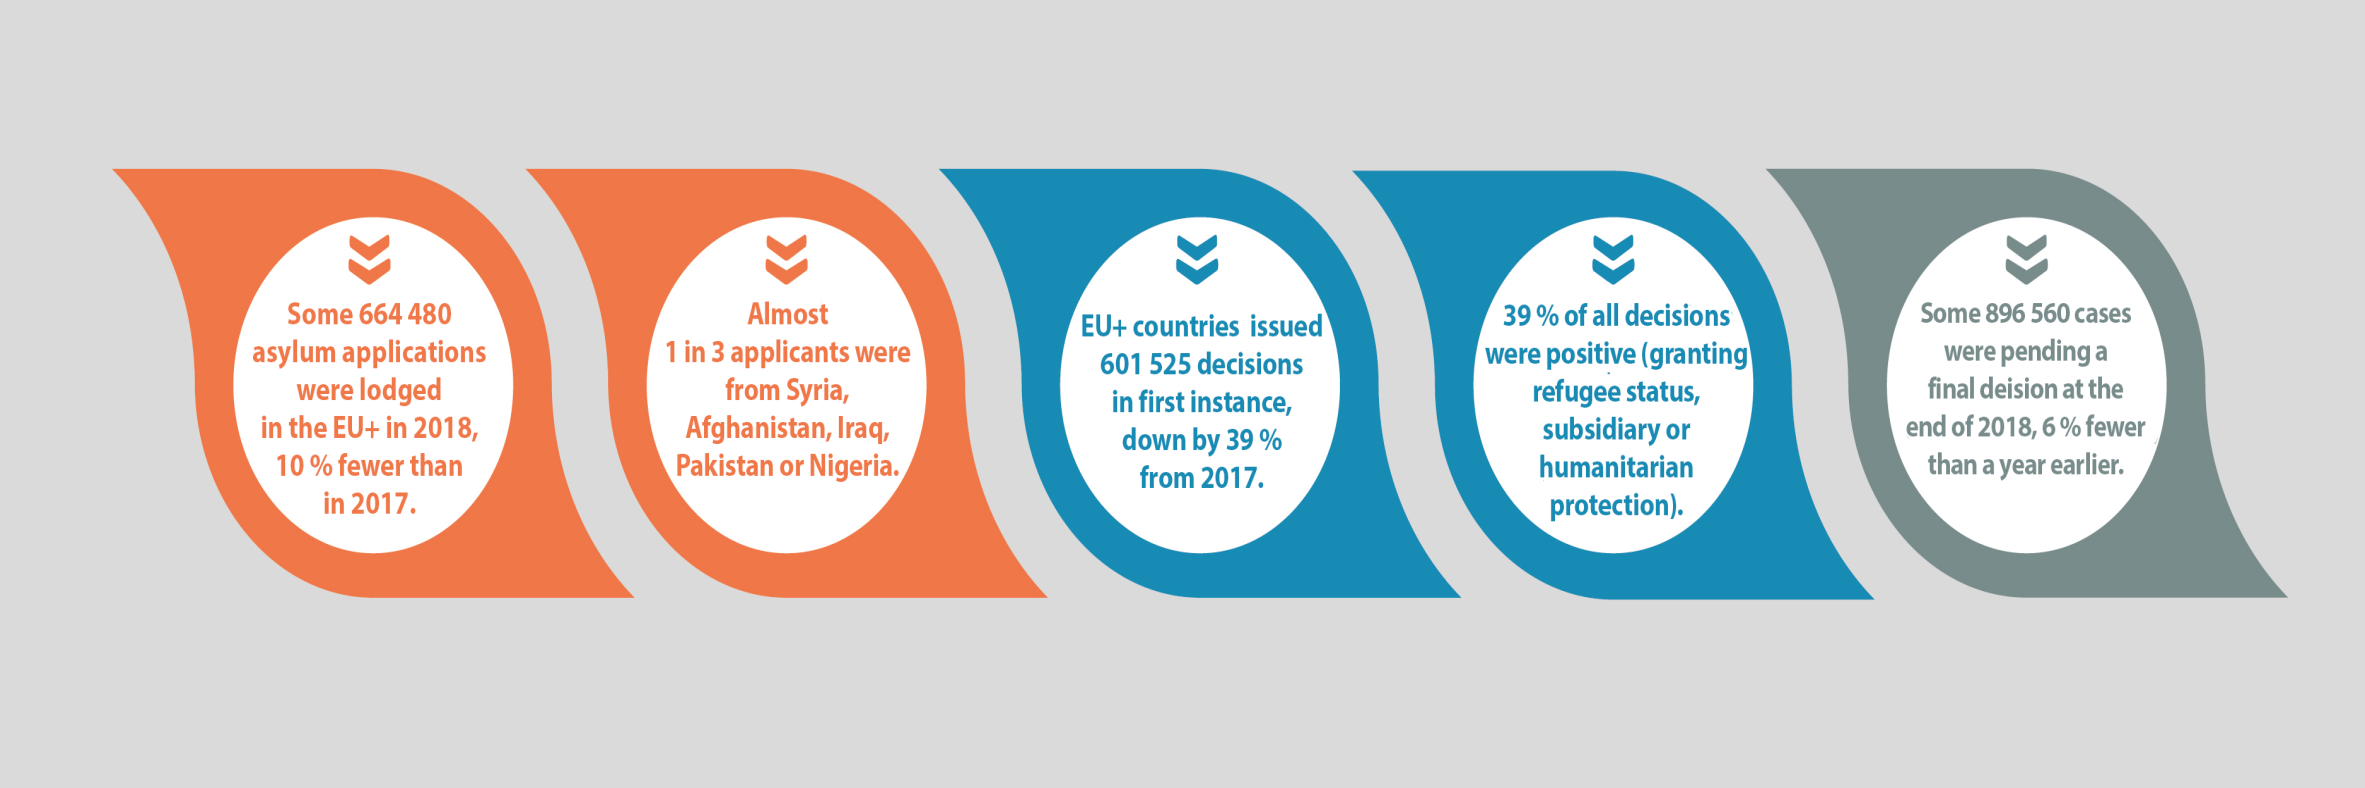 Some 664 480
asylum applications
were lodged
in the EU+ in 2018,
10 % fewer than
in 2017.
Almost
1 in 3 applicants were
from Syria,
Afghanistan, Iraq,
Pakistan or Nigeria.
EU+ countries issued
601 525 decisions
in first instance,
down by 39 %
from 2017.
39 % of all decisions
were positive (granting
refugee status,
subsidiary or
humanitarian
protection).
Some 896 560 cases
were pending a
final deision at the
end of 2018, 6 % fewer
than a year earlier.